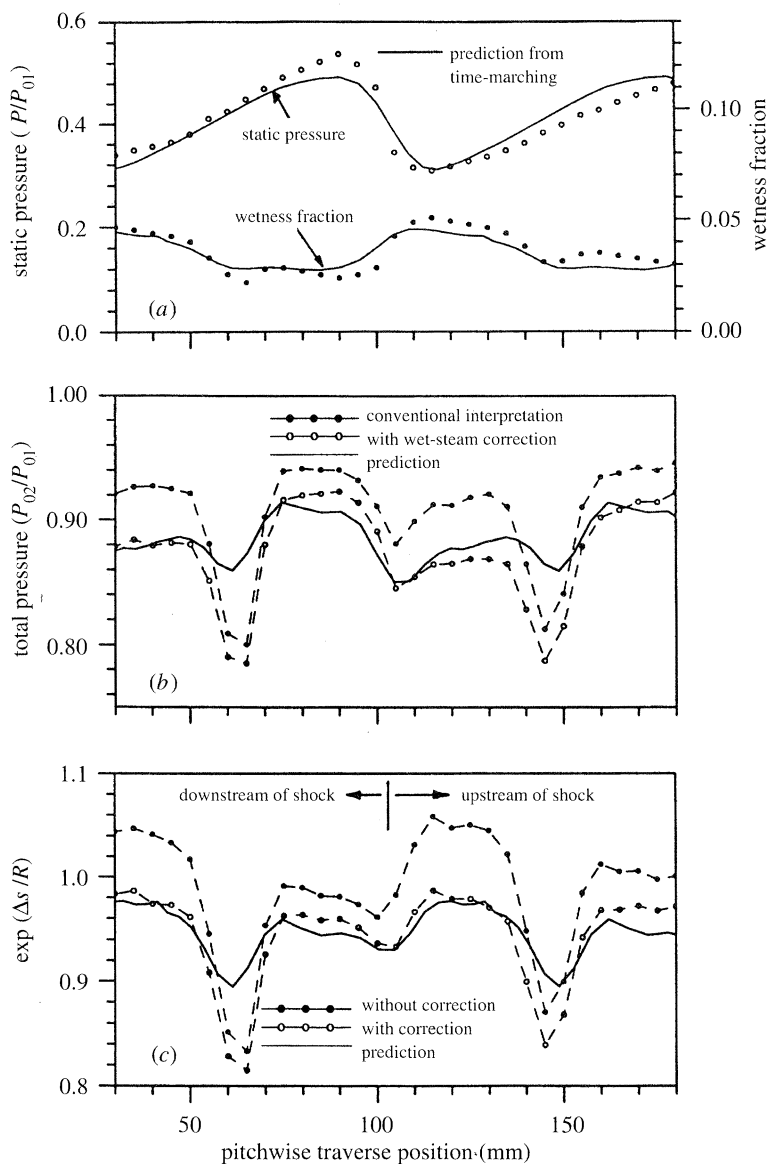 0.6
0.4
0.2
0.0
static pressure ( P/P01)
prediction from
time-marching
static pressure
wetness fraction
(a)
0.10
0.05
0.00
wetness fraction
1.00
0.90
0.80
total pressure (P02/P01)
conventional interpretation
with wet-steam correction
prediction
(b)
1.1
1.0
0.9
0.8
exp (Δs /R)
downstream of shock
upstream of shock
without correction
with correction
prediction
(c)
50
100
150
pitchwise traverse position (mm)